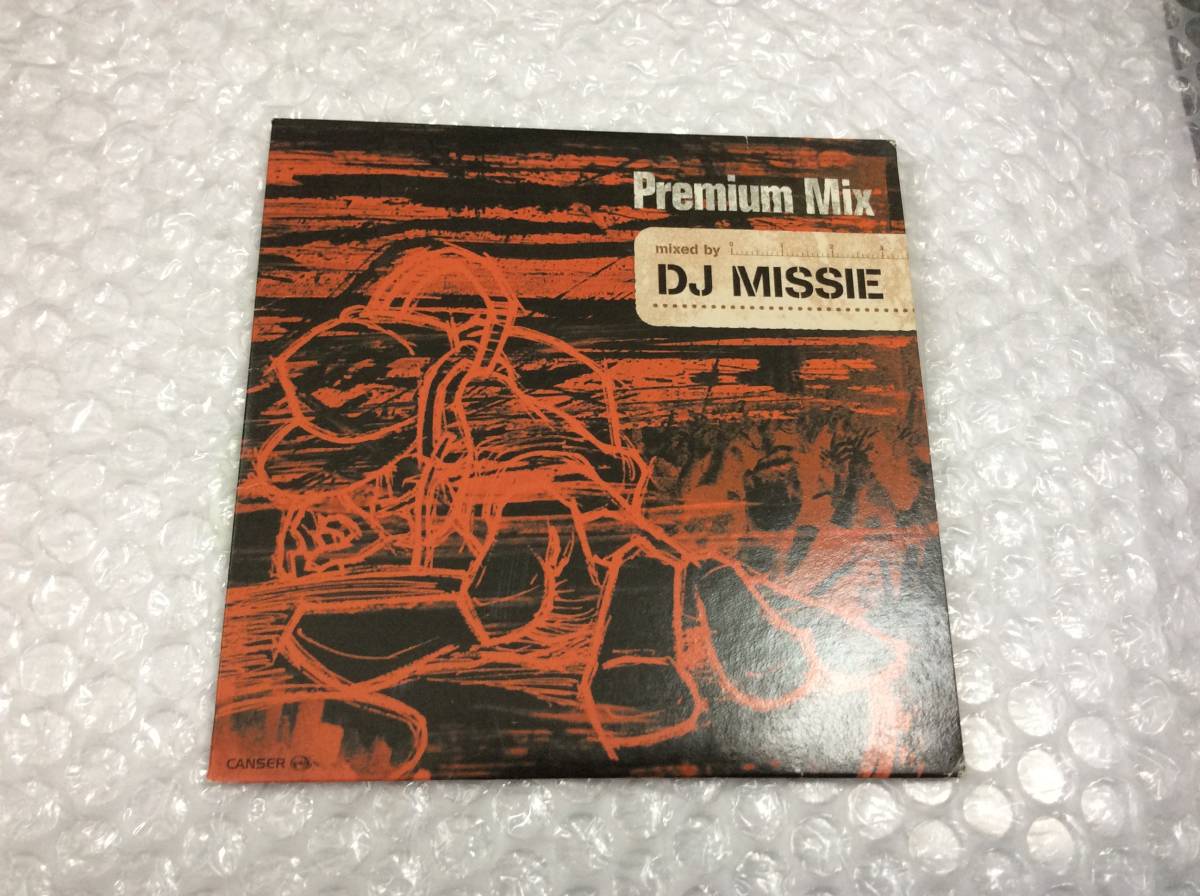 Premium Mix
mixed by
DJ MISSIE
CANSER